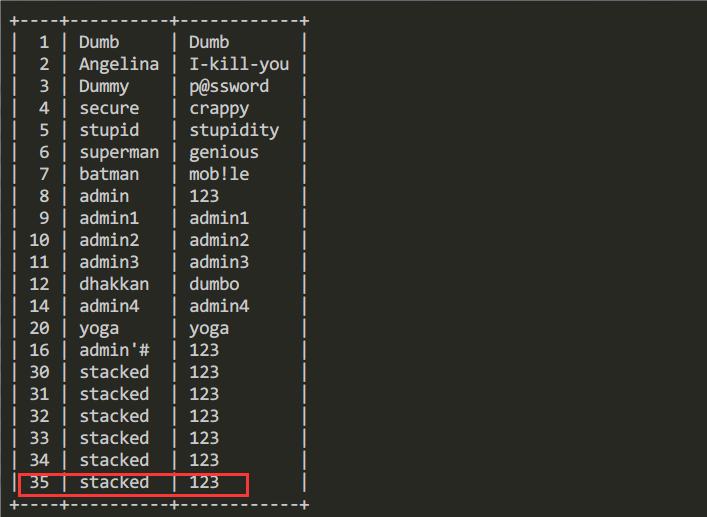 +----+----------+------------+
|  1 | Dumb     | Dumb       |
|  2 | Angelina | I-kill-you |
|  3 | Dummy    | p@ssword   |
|  4 | secure   | crappy     |
|  5 | stupid   | stupidity  |
|  6 | superman | genious    |
|  7 | batman   | mob!le     |
|  8 | admin    | 123        |
|  9 | admin1   | admin1     |
| 10 | admin2   | admin2     |
| 11 | admin3   | admin3     |
| 12 | dhakkan  | dumbo      |
| 14 | admin4   | admin4     |
| 20 | yoga     | yoga       |
| 16 | admin'#  | 123        |
| 30 | stacked  | 123        |
| 31 | stacked  | 123        |
| 32 | stacked  | 123        |
| 33 | stacked  | 123        |
| 34 | stacked  | 123        |
| 35 | stacked  | 123        |
+----+----------+------------+